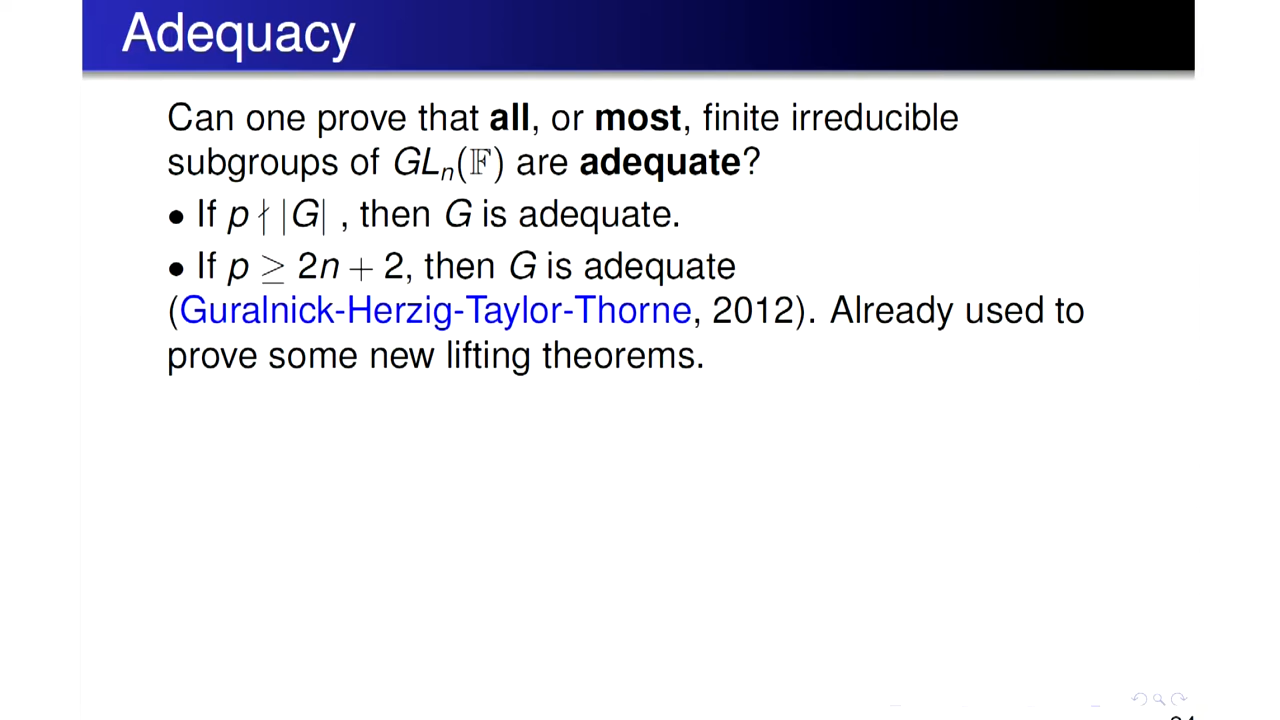 Adequacy
Can one prove that all, or most, finite irreducible
subgroups of GLₙ(𝔽) are adequate?
• If p ∤ |G| , then G is adequate.
• If p ≥ 2n + 2, then G is adequate
(Guralnick-Herzig-Taylor-Thorne, 2012). Already used to
prove some new lifting theorems.